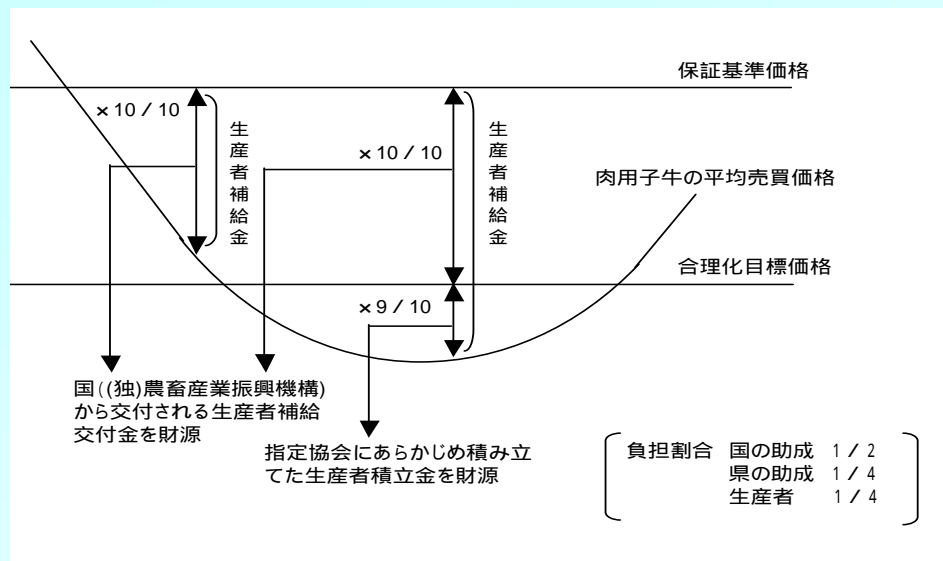 保証基準価格
×10/10
生産者補給金
×10/10
生産者補給金
肉用子牛の平均売買価格
合理化目標価格
×9/10
国((独)農畜産業振興機構)
から交付される生産者補給
交付金を財源
指定協会にあらかじめ積み立
てた生産者積立金を財源
負担割合 国の助成 1/2
県の助成 1/4
生産者 1/4